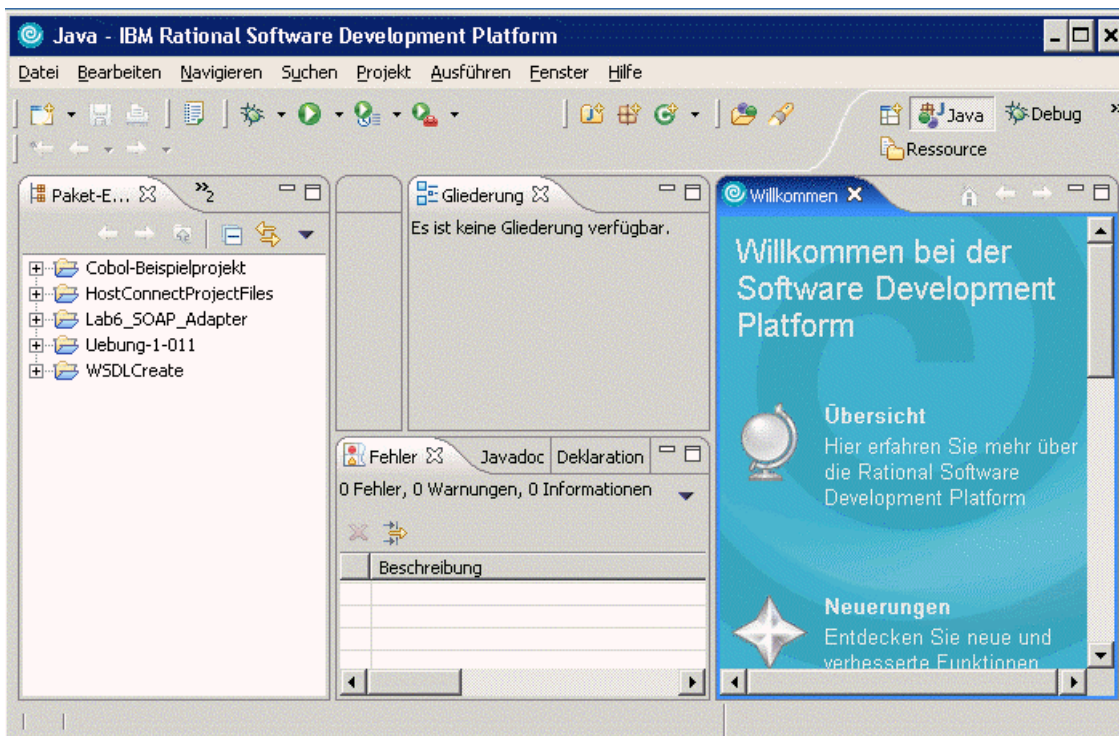 Java - IBM Rational Software Development Platform
Datei Bearbeiten Navigieren Suchen Projekt Ausführen Fenster Hilfe
Java Debug
Ressource
Paket-E... 2
Cobol-Beispielprojekt
HostConnectProjectFiles
Lab6_SOAP_Adapter
Uebung-1-011
WSDLCreate
Gliederung
Es ist keine Gliederung verfügbar.
Fehler Javadoc Deklaration
0 Fehler, 0 Warnungen, 0 Informationen
Beschreibung
Willkommen
Willkommen bei der
Software Development
Platform
Übersicht
Hier erfahren Sie mehr über
die Rational Software
Development Platform
Neuerungen
Entdecken Sie neue und
verbesserte Funktionen